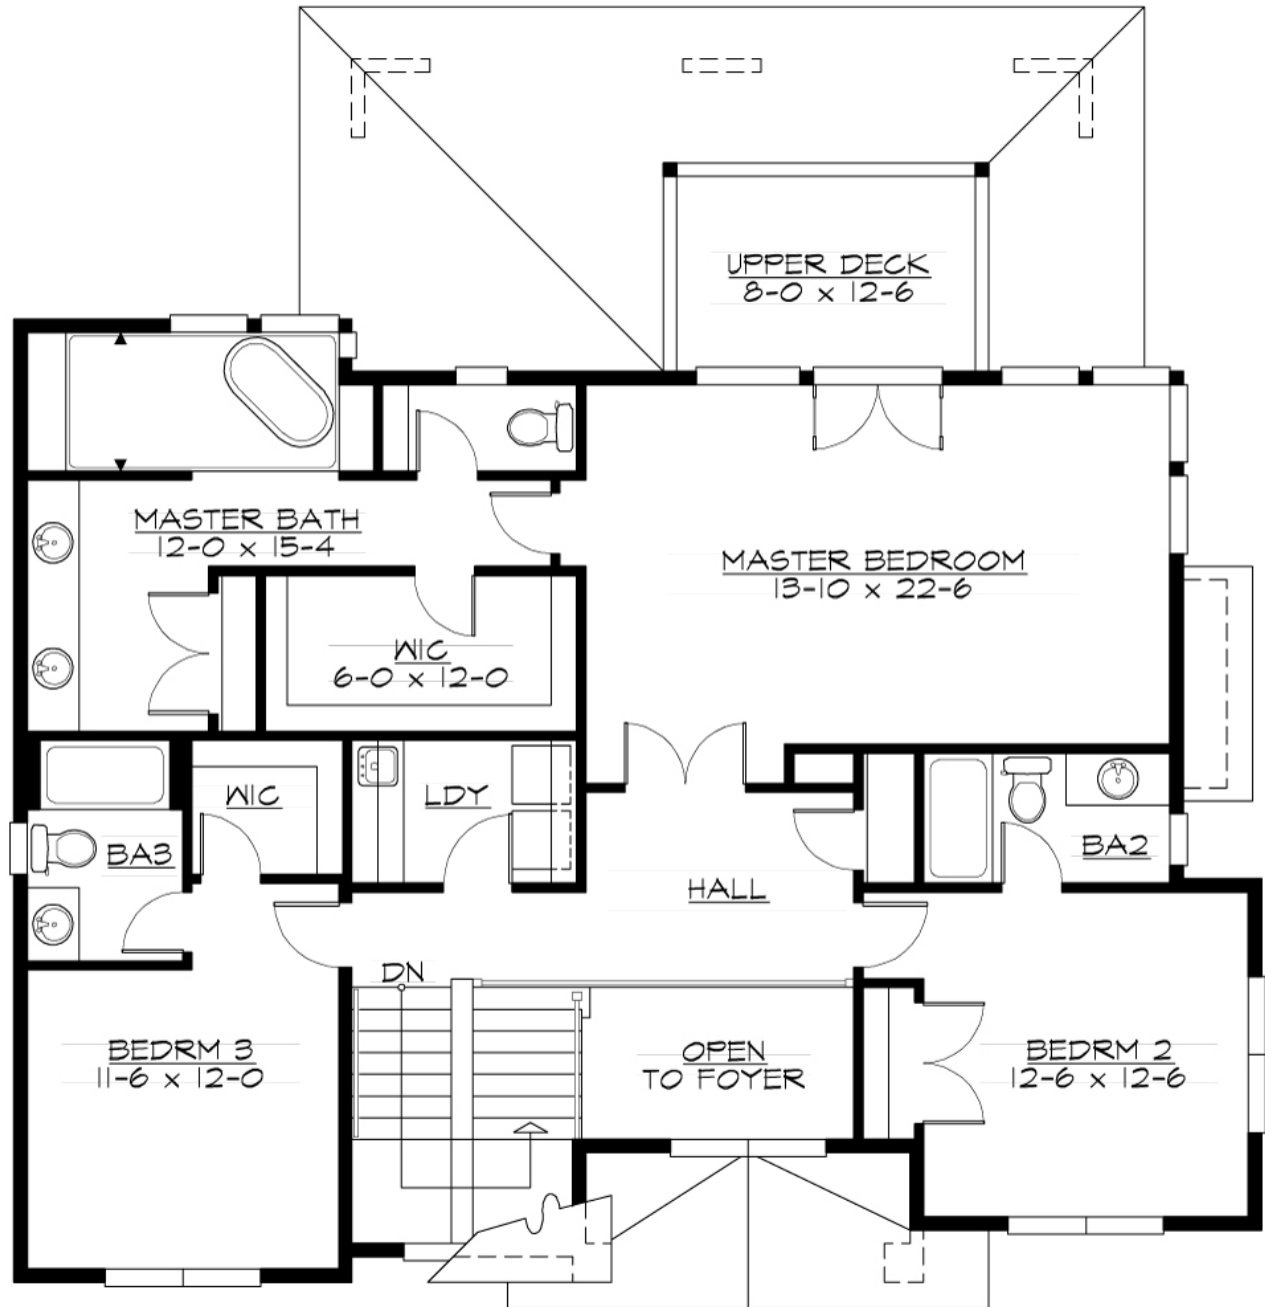 UPPER DECK
8-0 x 12-6
MASTER BATH
12-0 x 15-4
MASTER BEDROOM
13-10 x 22-6
WIC
6-0 x 12-0
WIC
LDY
BA3
BA2
HALL
DN
BEDRM 3
11-6 x 12-0
OPEN
TO FOYER
BEDRM 2
12-6 x 12-6